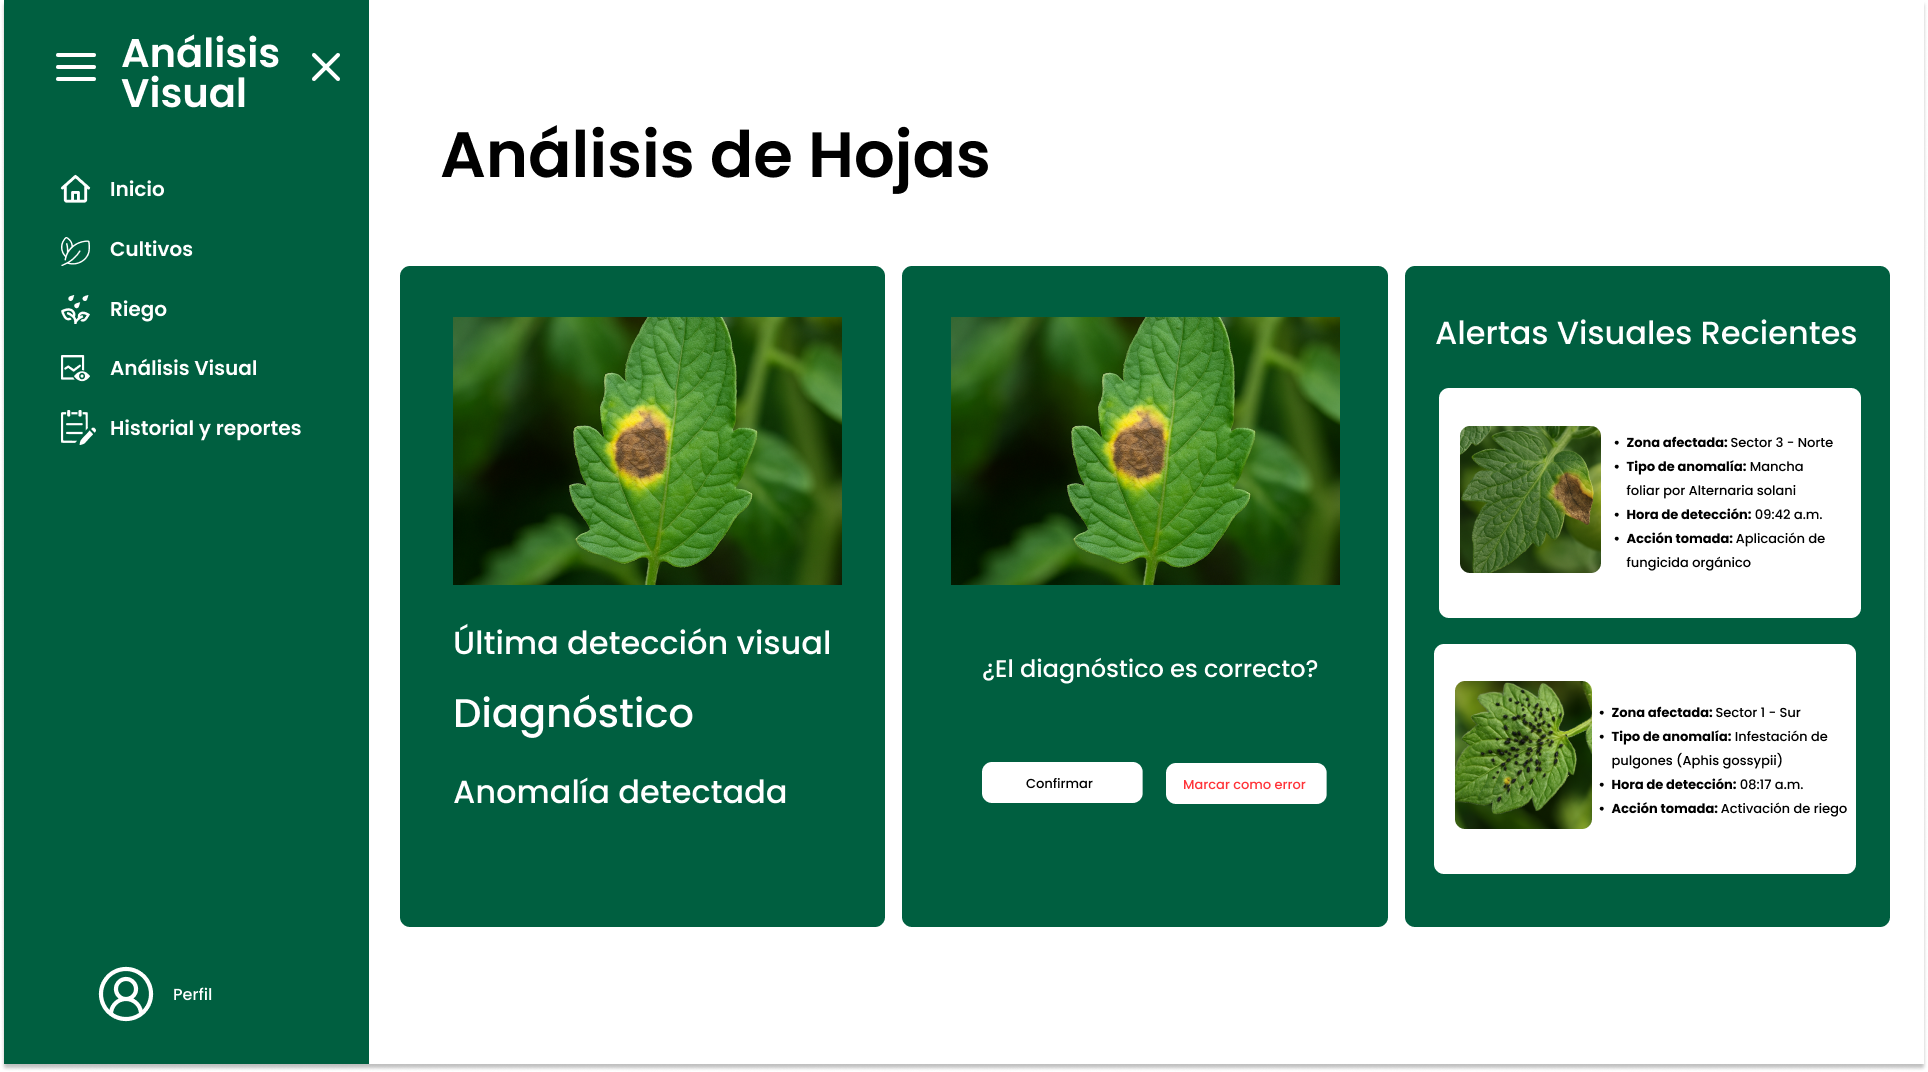 Análisis
Visual
Inicio
Cultivos
Riego
Análisis Visual
Historial y reportes
Perfil
Análisis de Hojas
Última detección visual
Diagnóstico
Anomalía detectada
¿El diagnóstico es correcto?
Confirmar
Marcar como error
Alertas Visuales Recientes
• Zona afectada: Sector 3 - Norte
• Tipo de anomalía: Mancha
foliar por Alternaria solani
• Hora de detección: 09:42 a.m.
• Acción tomada: Aplicación de
fungicida orgánico
• Zona afectada: Sector 1 - Sur
• Tipo de anomalía: Infestación de
pulgones (Aphis gossypii)
• Hora de detección: 08:17 a.m.
• Acción tomada: Activación de riego